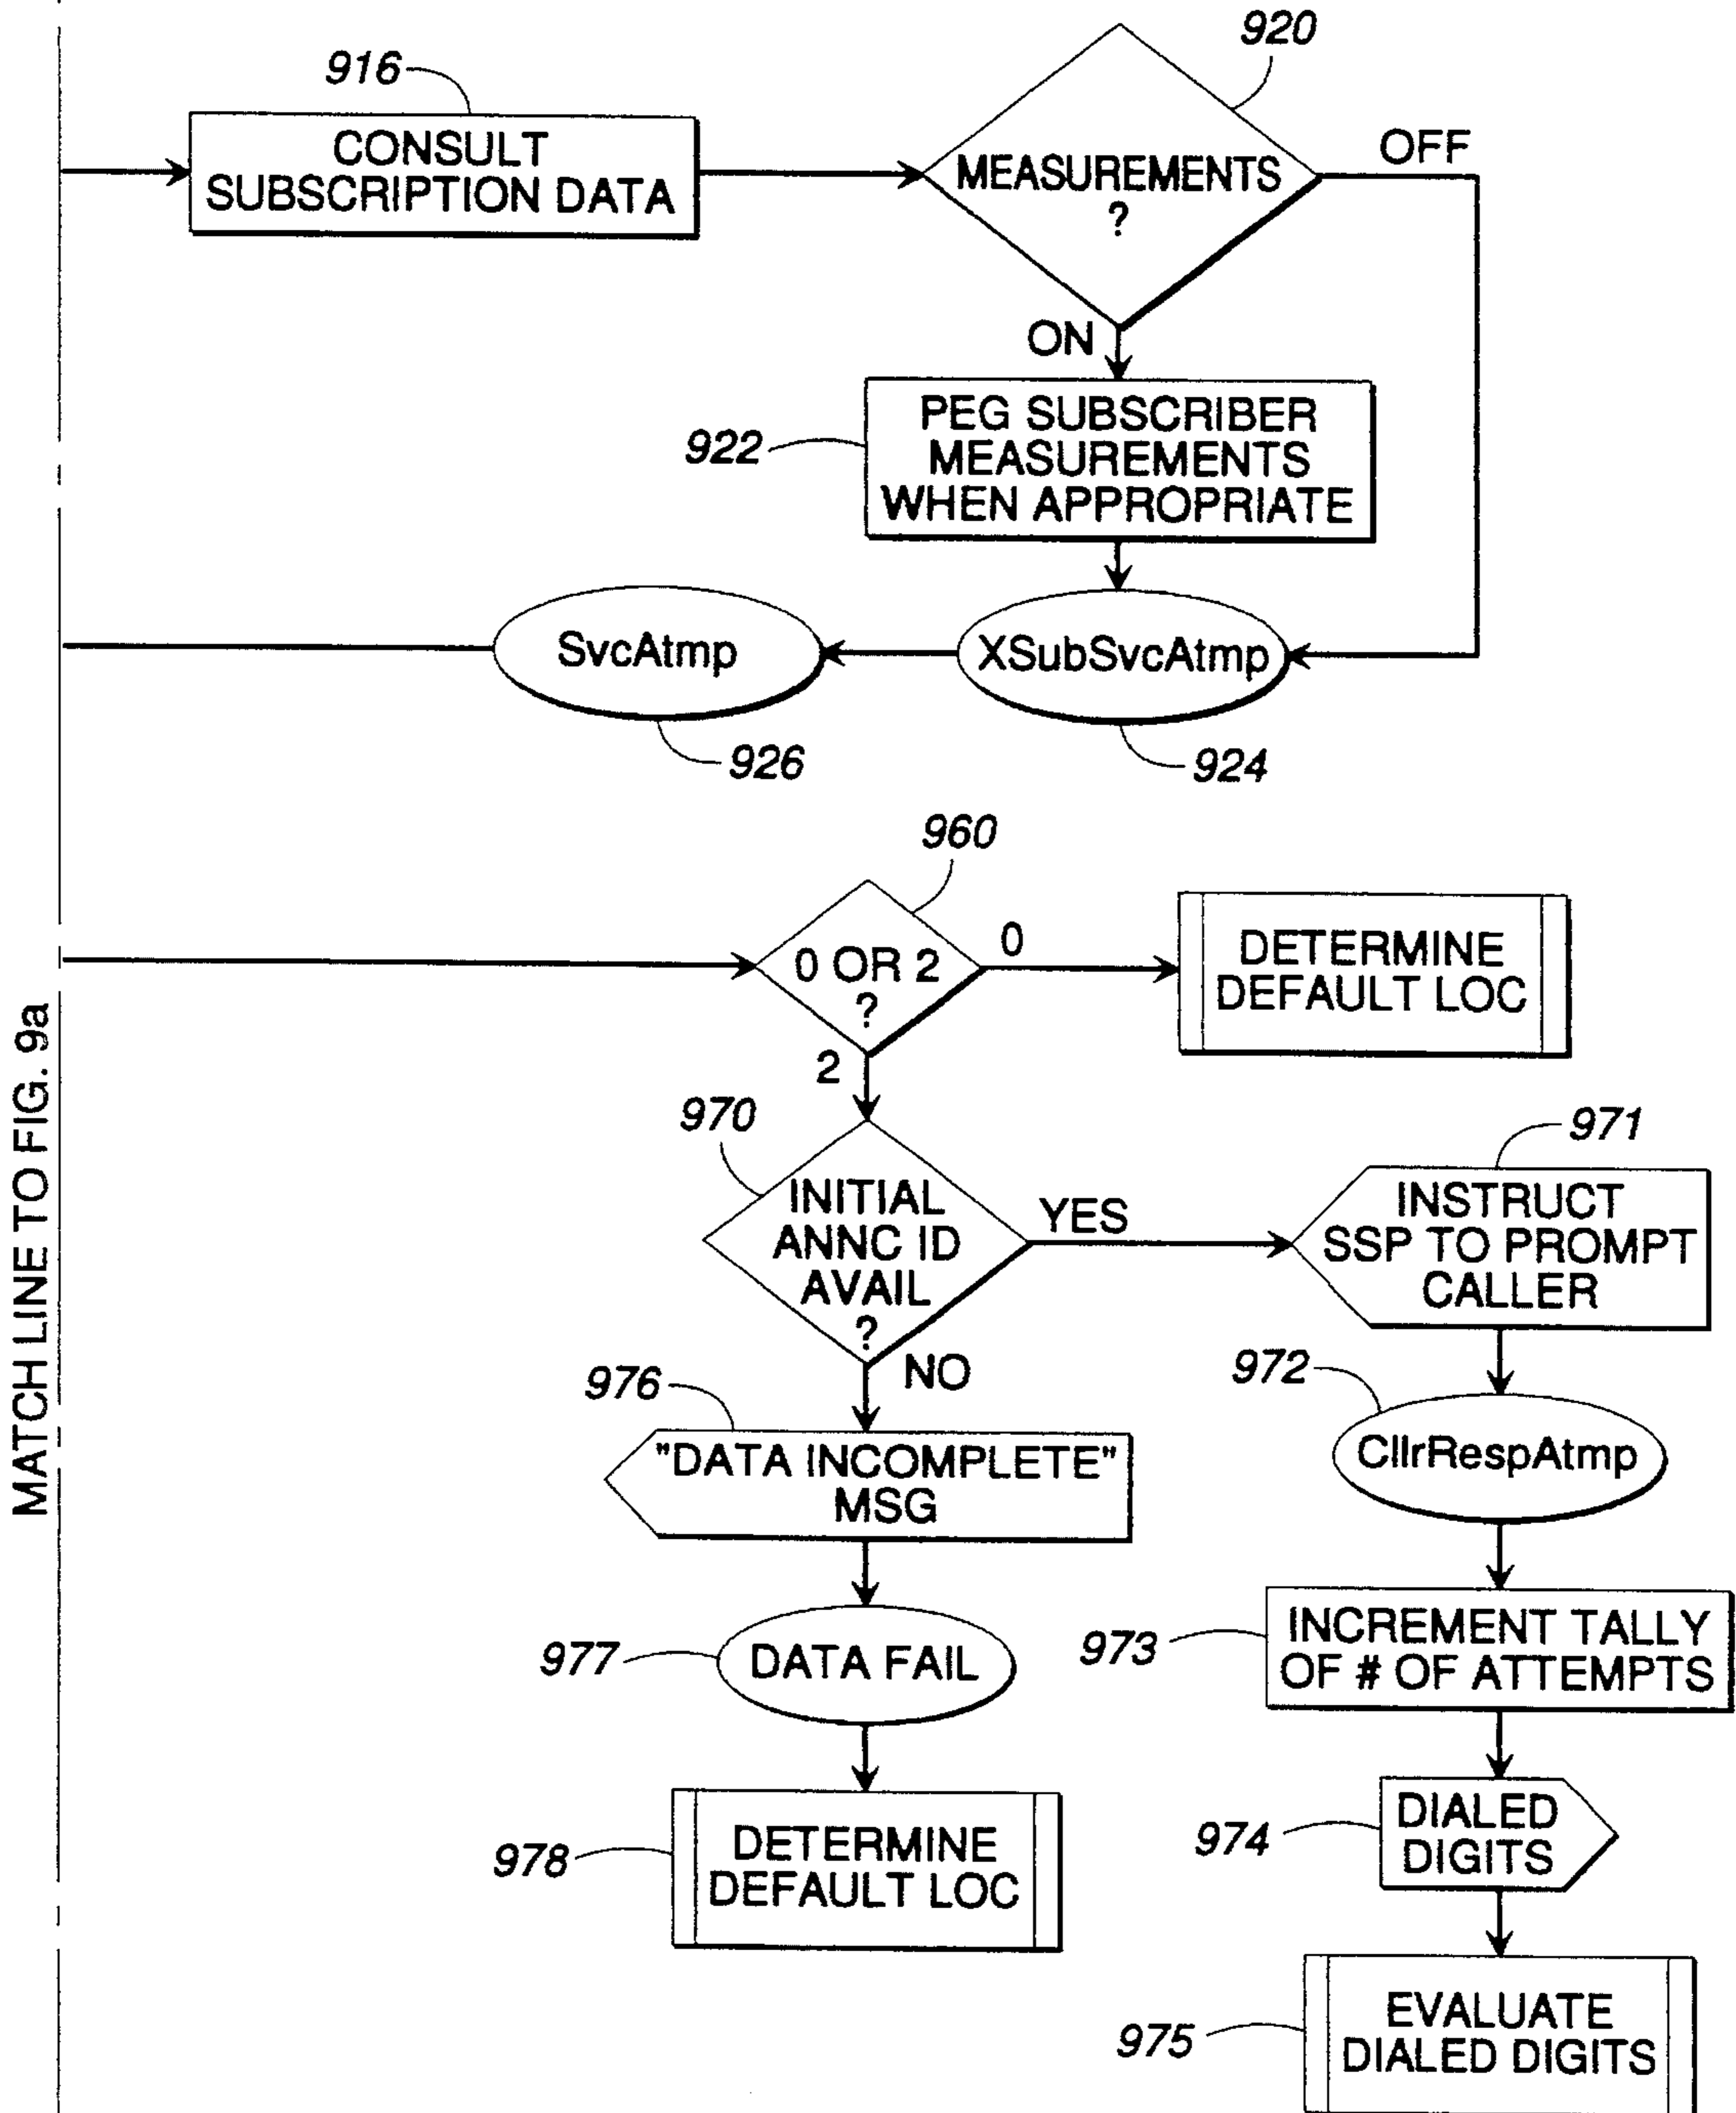 920
916
CONSULT
SUBSCRIPTION DATA
MEASUREMENTS
?
OFF
ON
922
PEG SUBSCRIBER
MEASUREMENTS
WHEN APPROPRIATE
SvcAtmp
XSubSvcAtmp
926
924
960
0 OR 2
?
0
DETERMINE
DEFAULT LOC
2
MATCH LINE TO FIG. 9a
970
INITIAL
ANNC ID
AVAIL
?
YES
971
INSTRUCT
SSP TO PROMPT
CALLER
NO
972
CllrRespAtmp
976
"DATA INCOMPLETE"
MSG
977
DATA FAIL
973
INCREMENT TALLY
OF # OF ATTEMPTS
978
DETERMINE
DEFAULT LOC
974
DIALED
DIGITS
975
EVALUATE
DIALED DIGITS